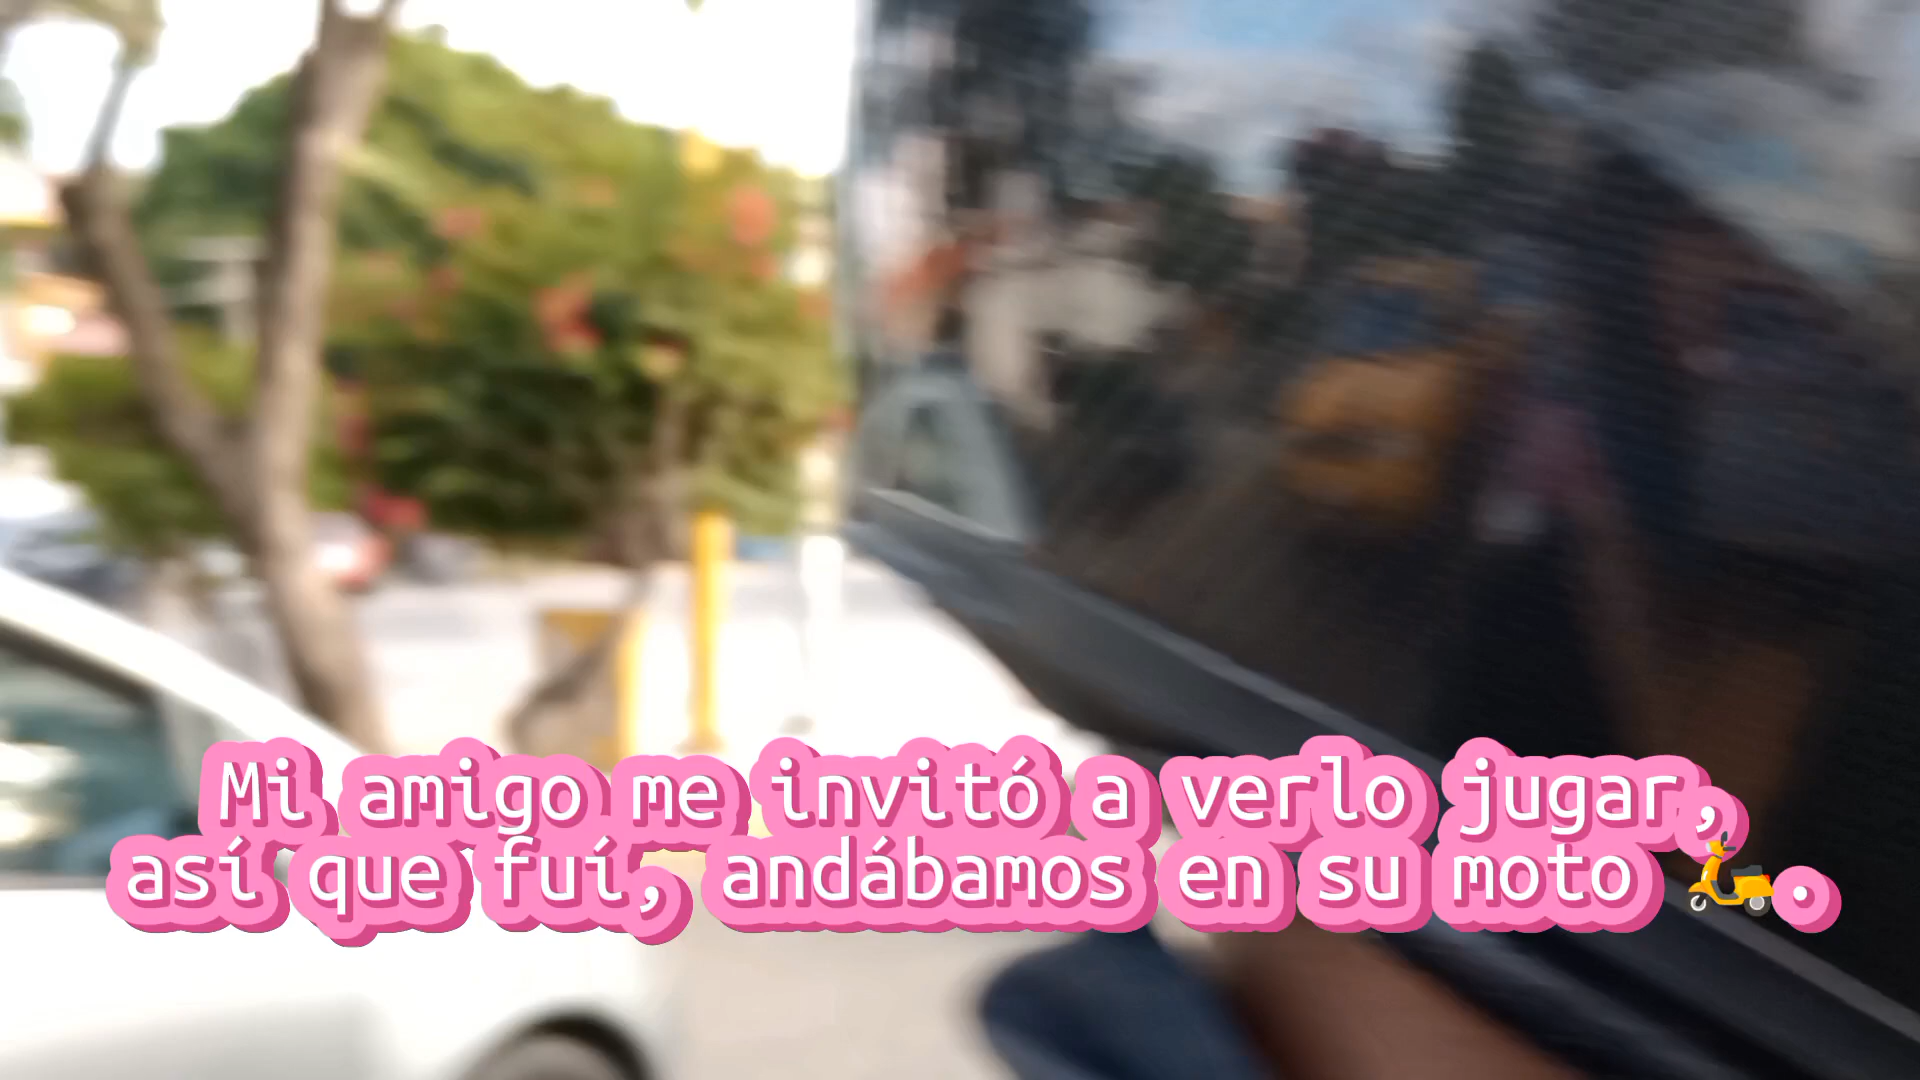 Mi amigo me invitó a verlo jugar,
así que fuí, andábamos en su moto 🛵.